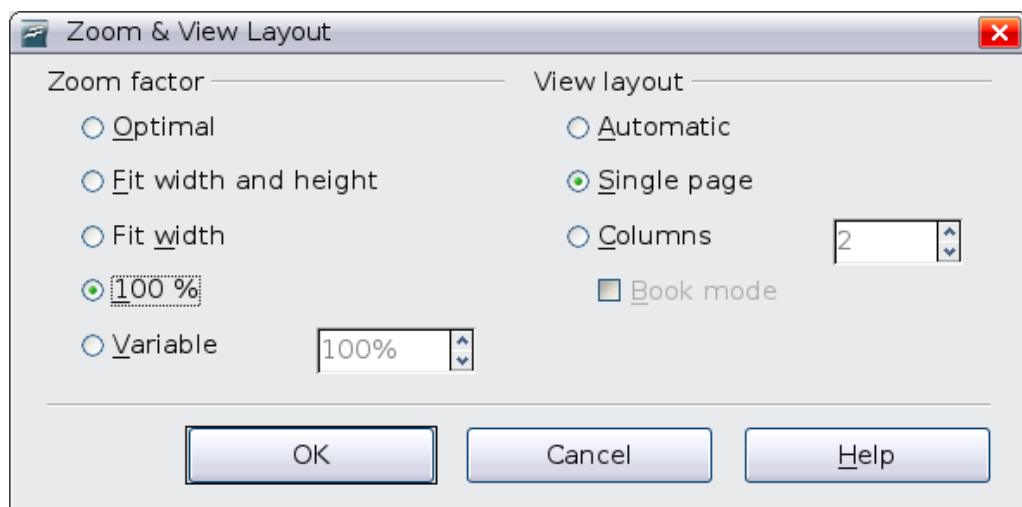 Zoom & View Layout
Zoom factor
Optimal
Fit width and height
Fit width
100 %
Variable 100%
View layout
Automatic
Single page
Columns 2
Book mode
OK Cancel Help